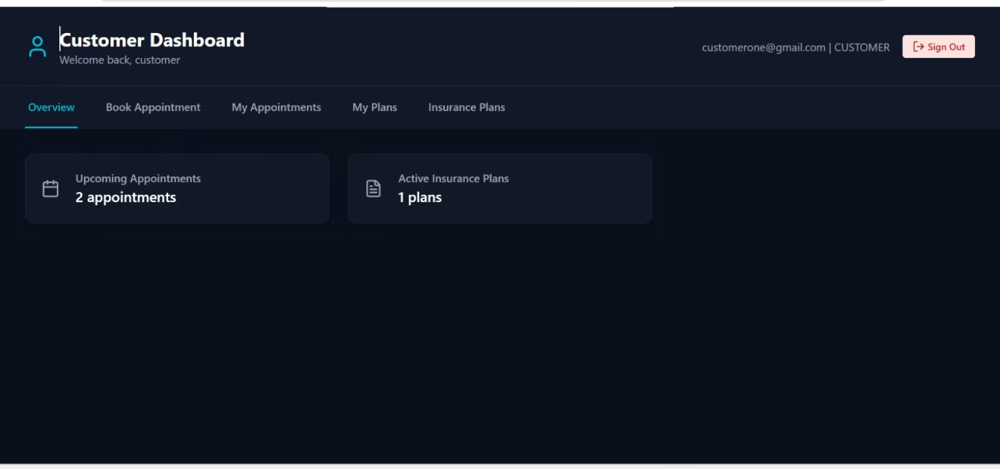 Customer Dashboard
Welcome back, customer
customerone@gmail.com | CUSTOMER
Sign Out
Overview
Book Appointment
My Appointments
My Plans
Insurance Plans
Upcoming Appointments
2 appointments
Active Insurance Plans
1 plans